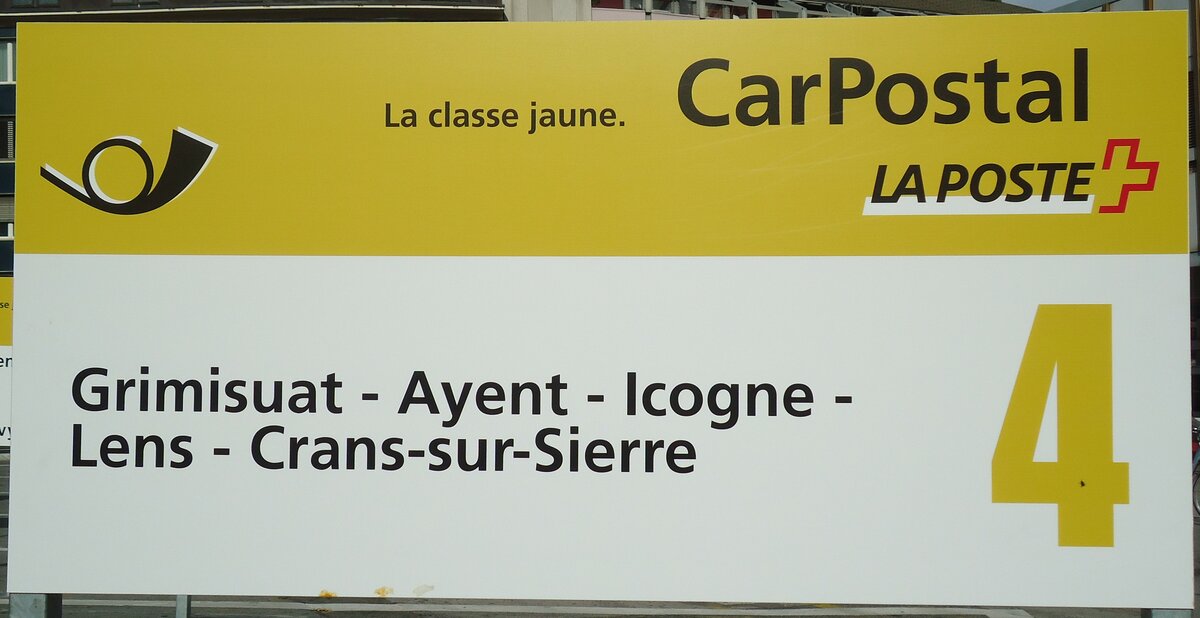 La classe jaune.
CarPostal
LA POSTE
Grimisuat - Ayent - Icogne -
Lens - Crans-sur-Sierre
4